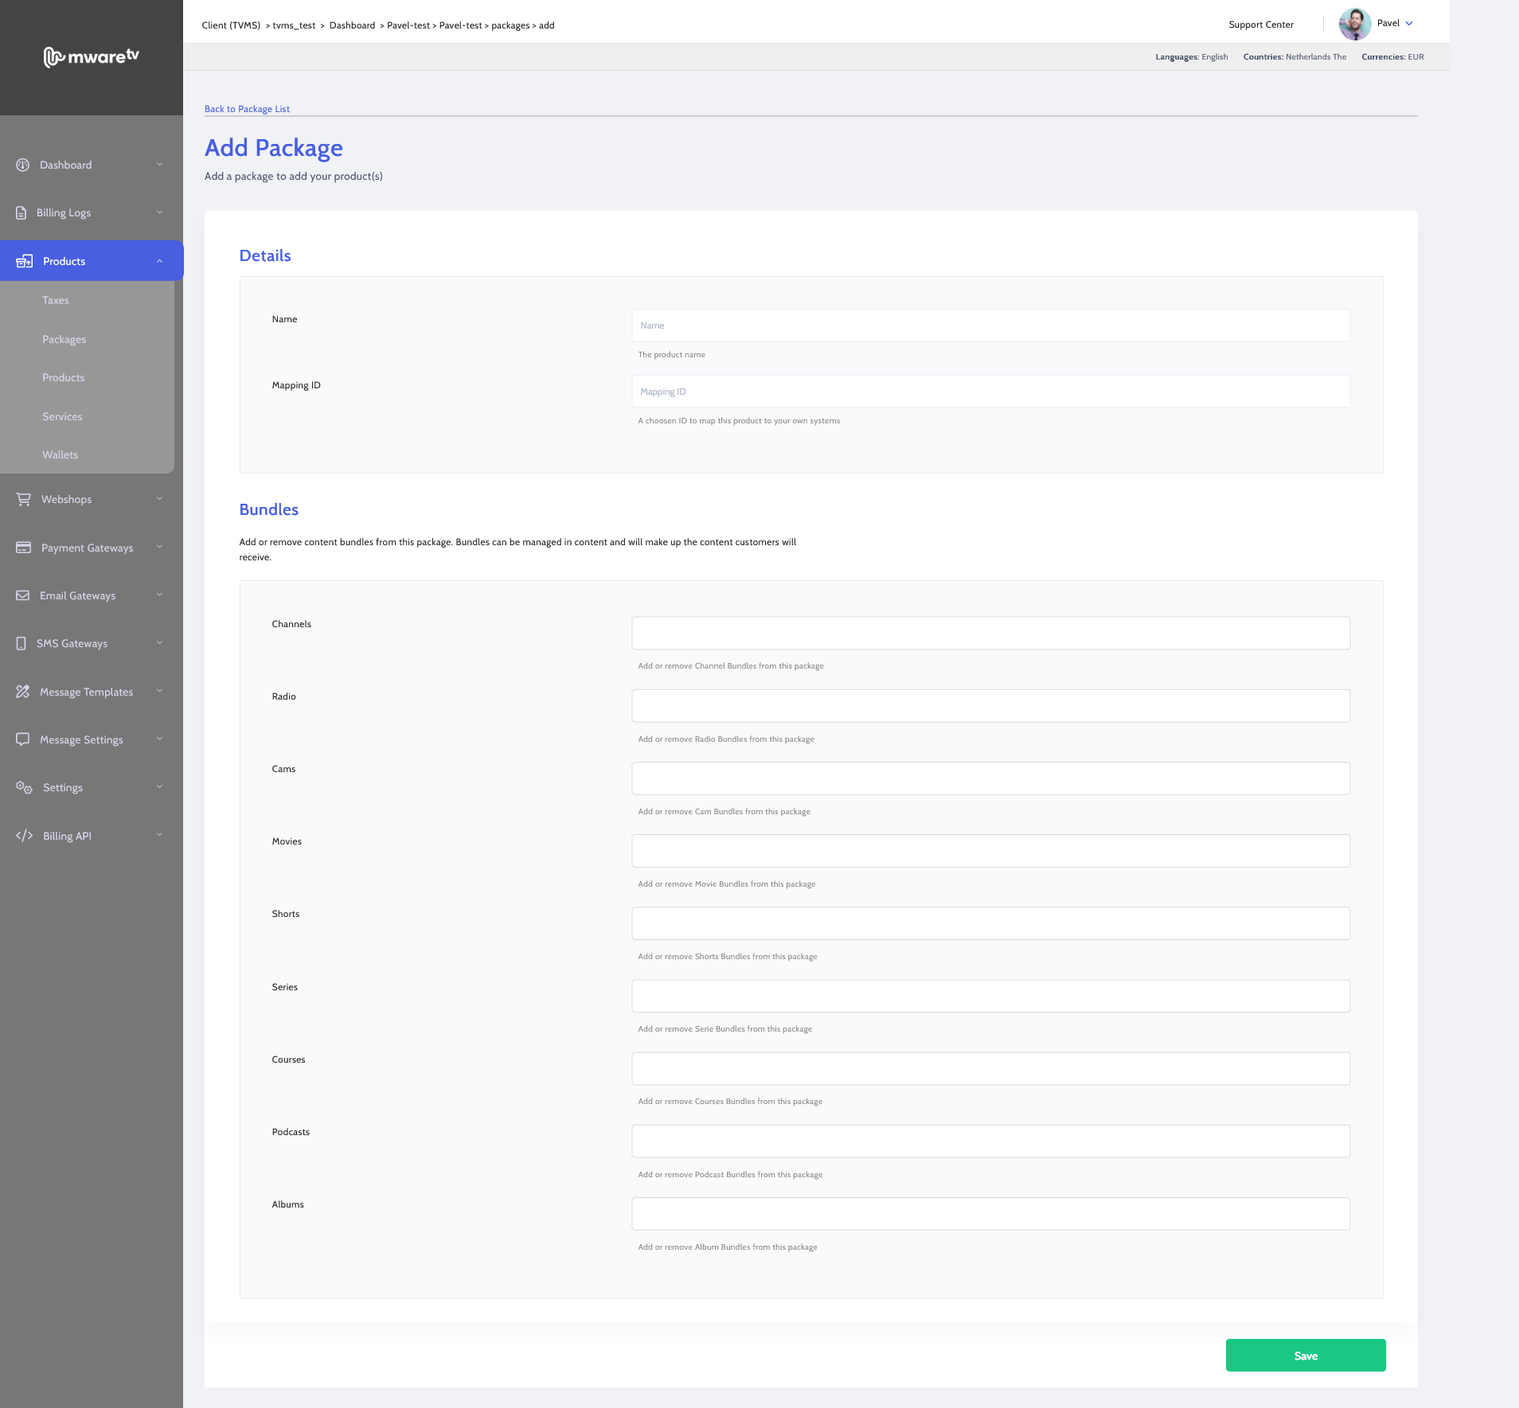 mwaretv
Client (TVMS) > tvms_test > Dashboard > Pavel-test > Pavel-test > packages > add
Support Center
Pavel
Languages: English Countries: Netherlands The Currencies: EUR
Dashboard
Billing Logs
Products
Taxes
Packages
Products
Services
Wallets
Webshops
Payment Gateways
Email Gateways
SMS Gateways
Message Templates
Message Settings
Settings
Billing API
Back to Package List
Add Package
Add a package to add your product(s)
Details
Name
Name
The product name
Mapping ID
Mapping ID
A choosen ID to map this product to your own systems
Bundles
Add or remove content bundles from this package. Bundles can be managed in content and will make up the content customers will
receive.
Channels
Add or remove Channel Bundles from this package
Radio
Add or remove Radio Bundles from this package
Cams
Add or remove Cam Bundles from this package
Movies
Add or remove Movie Bundles from this package
Shorts
Add or remove Shorts Bundles from this package
Series
Add or remove Serie Bundles from this package
Courses
Add or remove Courses Bundles from this package
Podcasts
Add or remove Podcast Bundles from this package
Albums
Add or remove Album Bundles from this package
Save